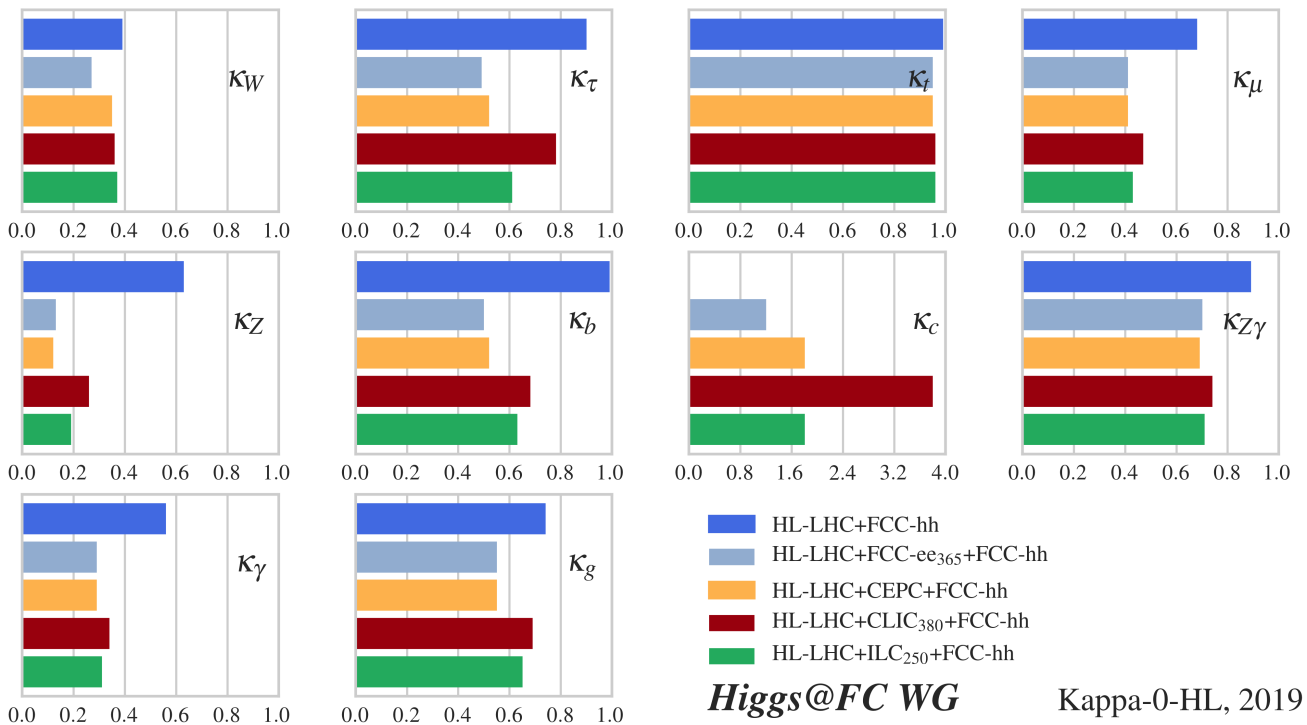 κW
0.0 0.2 0.4 0.6 0.8 1.0
κτ
0.0 0.2 0.4 0.6 0.8 1.0
κt
0.0 0.2 0.4 0.6 0.8 1.0
κμ
0.0 0.2 0.4 0.6 0.8 1.0
κZ
0.0 0.2 0.4 0.6 0.8 1.0
κb
0.0 0.2 0.4 0.6 0.8 1.0
κc
0.0 0.8 1.6 2.4 3.2 4.0
κZγ
0.0 0.2 0.4 0.6 0.8 1.0
κγ
0.0 0.2 0.4 0.6 0.8 1.0
κg
0.0 0.2 0.4 0.6 0.8 1.0
HL-LHC+FCC-hh
HL-LHC+FCC-ee365+FCC-hh
HL-LHC+CEPC+FCC-hh
HL-LHC+CLIC380+FCC-hh
HL-LHC+ILC250+FCC-hh
Higgs@FC WG
Kappa-0-HL, 2019